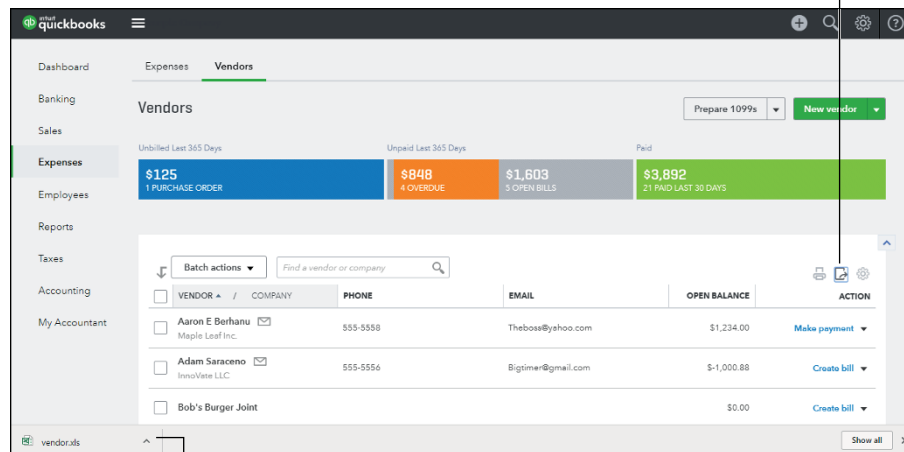 qb intuit quickbooks
Dashboard
Banking
Sales
Expenses
Employees
Reports
Taxes
Accounting
My Accountant
Expenses Vendors
Vendors
Prepare 1099s
New vendor
Unbilled Last 365 Days
Unpaid Last 365 Days
Paid
$125
1 PURCHASE ORDER
$848
4 OVERDUE
$1,603
5 OPEN BILLS
$3,892
21 PAID LAST 30 DAYS
Batch actions
Find a vendor or company
VENDOR / COMPANY PHONE EMAIL OPEN BALANCE ACTION
Aaron E Berhanu 555-5558 Theboss@yahoo.com $1,234.00 Make payment
Maple Leaf Inc.
Adam Saraceno 555-5556 Bigtimer@gmail.com $-1,000.88 Create bill
InnoVate LLC
Bob's Burger Joint $0.00 Create bill
vendor.xls
Show all